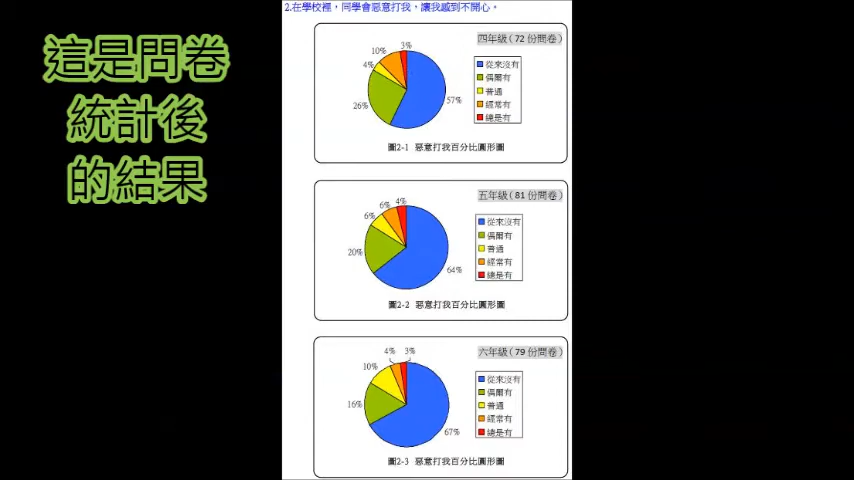 這是問卷
統計後
的結果
2.在學校裡，同學會惡意打我，讓我感到不開心。
四年級（72 份問卷）
3%
10%
4%
26%
57%
從來沒有
偶爾有
普通
經常有
總是有
圖2-1 惡意打我百分比圓形圖
五年級（81 份問卷）
4%
6%
6%
20%
64%
從來沒有
偶爾有
普通
經常有
總是有
圖2-2 惡意打我百分比圓形圖
六年級（79 份問卷）
4% 3%
10%
16%
67%
從來沒有
偶爾有
普通
經常有
總是有
圖2-3 惡意打我百分比圓形圖